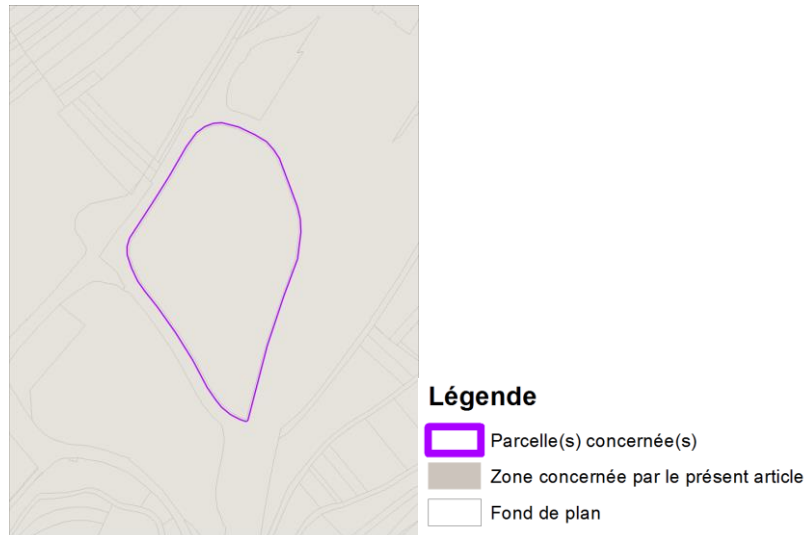 Légende
Parcelle(s) concernée(s)
Zone concernée par le présent article
Fond de plan